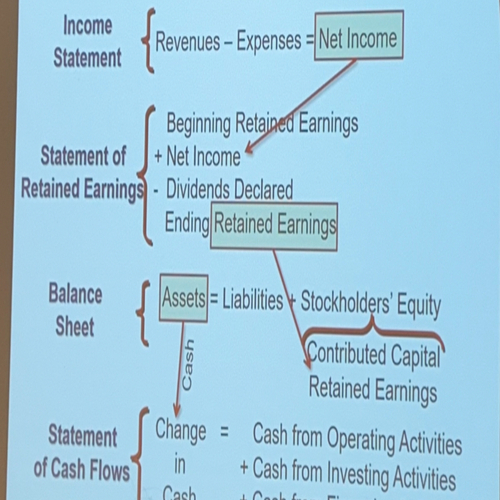 Income
Statement
Revenues – Expenses = Net Income
Statement of
Retained Earnings
Beginning Retained Earnings
+ Net Income
- Dividends Declared
Ending Retained Earnings
Balance
Sheet
Assets = Liabilities + Stockholders' Equity
Contributed Capital
Retained Earnings
Cash
Statement
of Cash Flows
Change = Cash from Operating Activities
in + Cash from Investing Activities
Cash + Cash from